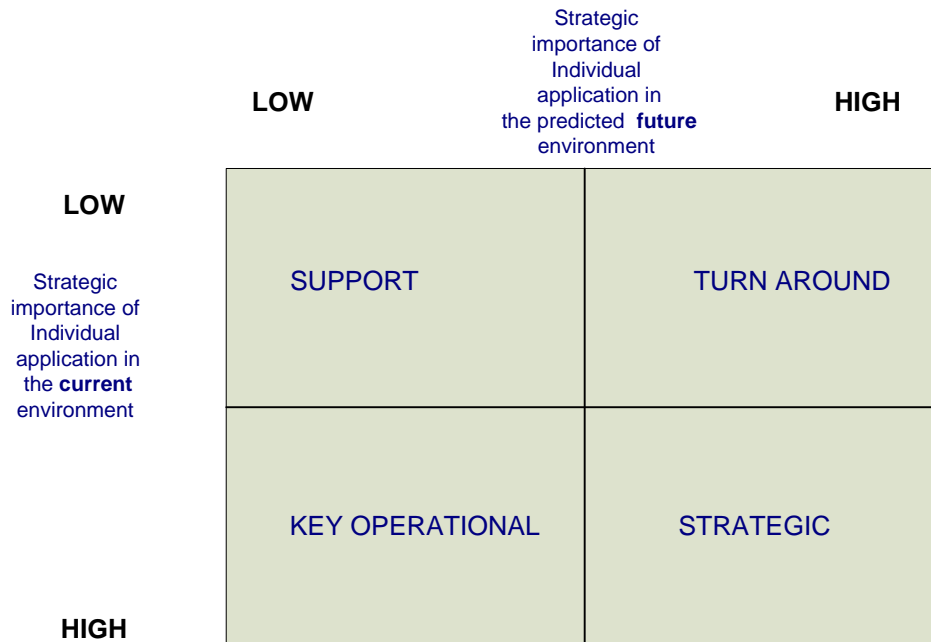 Strategic
importance of
Individual
application in
the predicted future
environment
LOW
HIGH
LOW
Strategic
importance of
Individual
application in
the current
environment
HIGH
SUPPORT
TURN AROUND
KEY OPERATIONAL
STRATEGIC